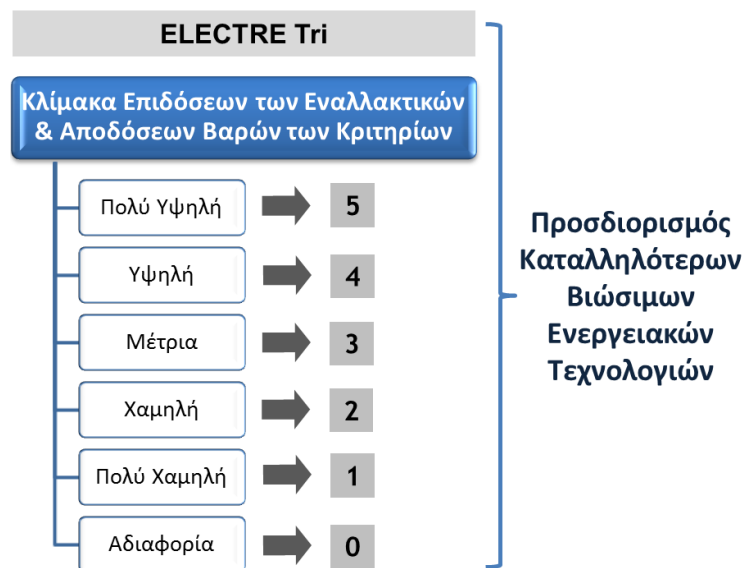 ELECTRE Tri
Κλίμακα Επιδόσεων των Εναλλακτικών
& Αποδόσεων Βαρών των Κριτηρίων
Πολύ Υψηλή 5
Υψηλή 4
Μέτρια 3
Χαμηλή 2
Πολύ Χαμηλή 1
Αδιαφορία 0
Προσδιορισμός
Καταλληλότερων
Βιώσιμων
Ενεργειακών
Τεχνολογιών